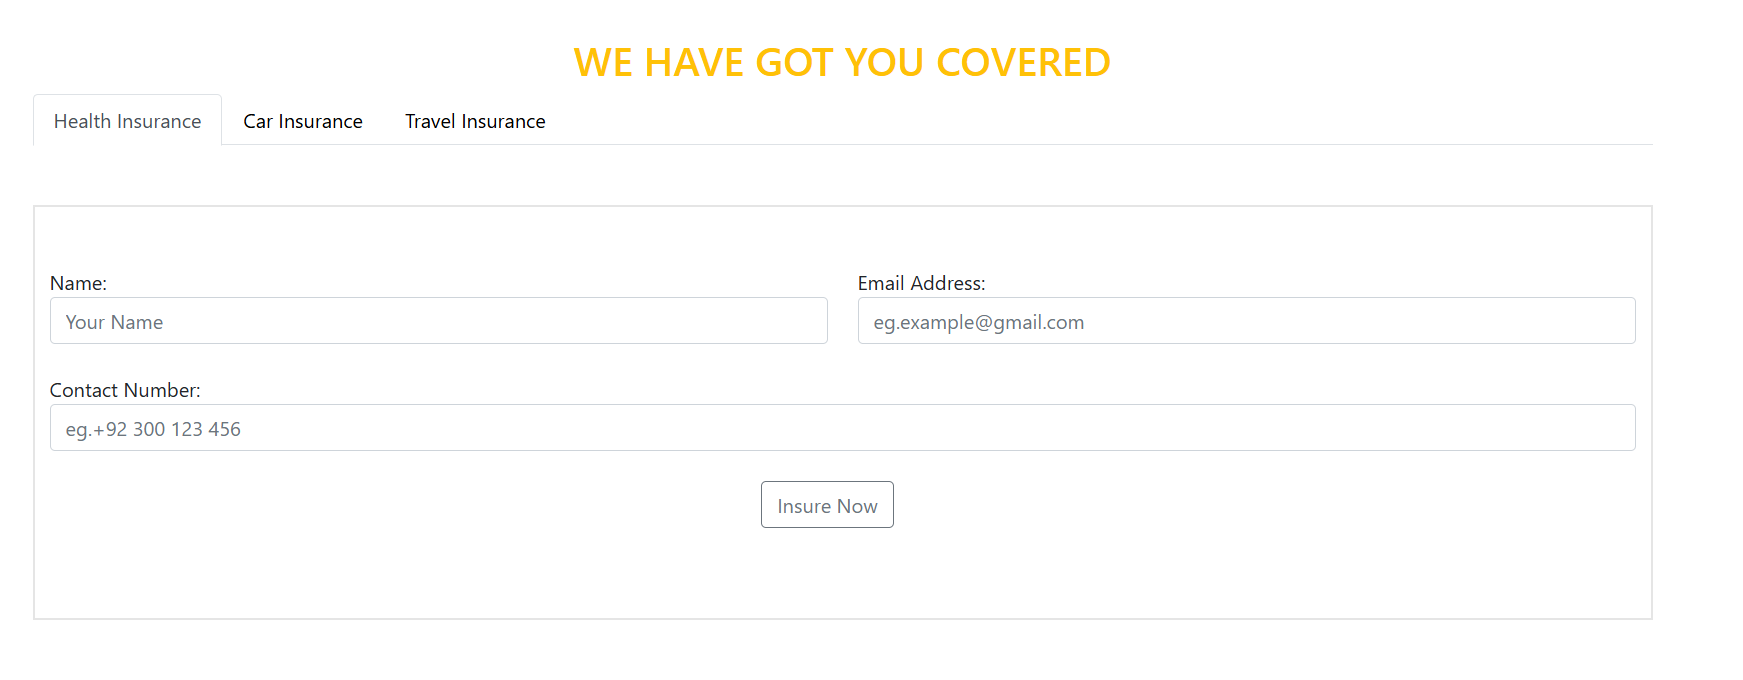 WE HAVE GOT YOU COVERED
Health Insurance Car Insurance Travel Insurance
Name: Email Address:
Your Name eg.example@gmail.com
Contact Number:
eg.+92 300 123 456
Insure Now